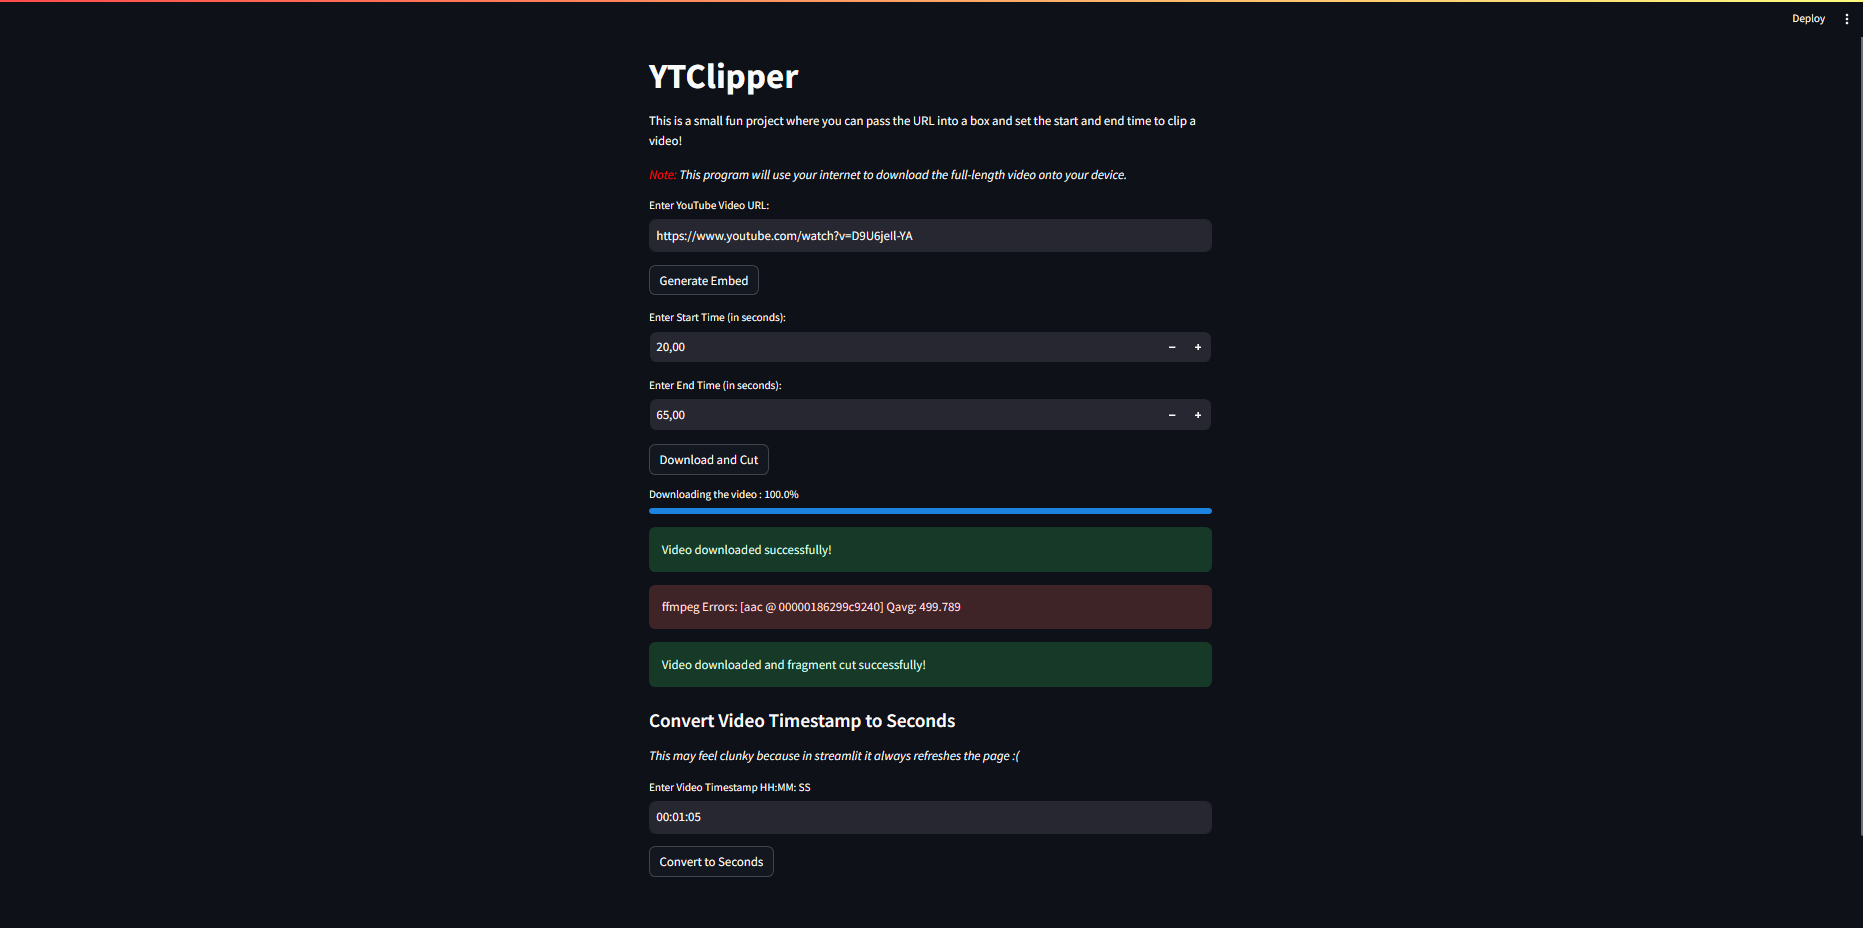 Deploy
YTClipper
This is a small fun project where you can pass the URL into a box and set the start and end time to clip a
video!
Note: This program will use your internet to download the full-length video onto your device.
Enter YouTube Video URL:
https://www.youtube.com/watch?v=D9U6jeIl-YA
Generate Embed
Enter Start Time (in seconds):
20,00
Enter End Time (in seconds):
65,00
Download and Cut
Downloading the video : 100.0%
Video downloaded successfully!
ffmpeg Errors: [aac @ 00000186299c9240] Qavg: 499.789
Video downloaded and fragment cut successfully!
Convert Video Timestamp to Seconds
This may feel clunky because in streamlit it always refreshes the page :(
Enter Video Timestamp HH:MM: SS
00:01:05
Convert to Seconds